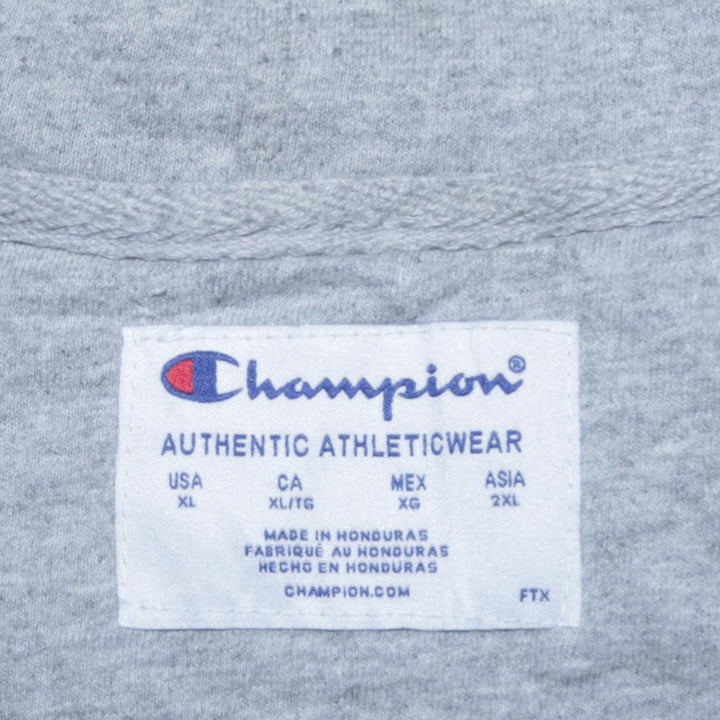 Champion®
AUTHENTIC ATHLETICWEAR
USA CA MEX ASIA
XL XL/TG XG 2XL
MADE IN HONDURAS
FABRIQUÉ AU HONDURAS
HECHO EN HONDURAS
CHAMPION.COM FTX